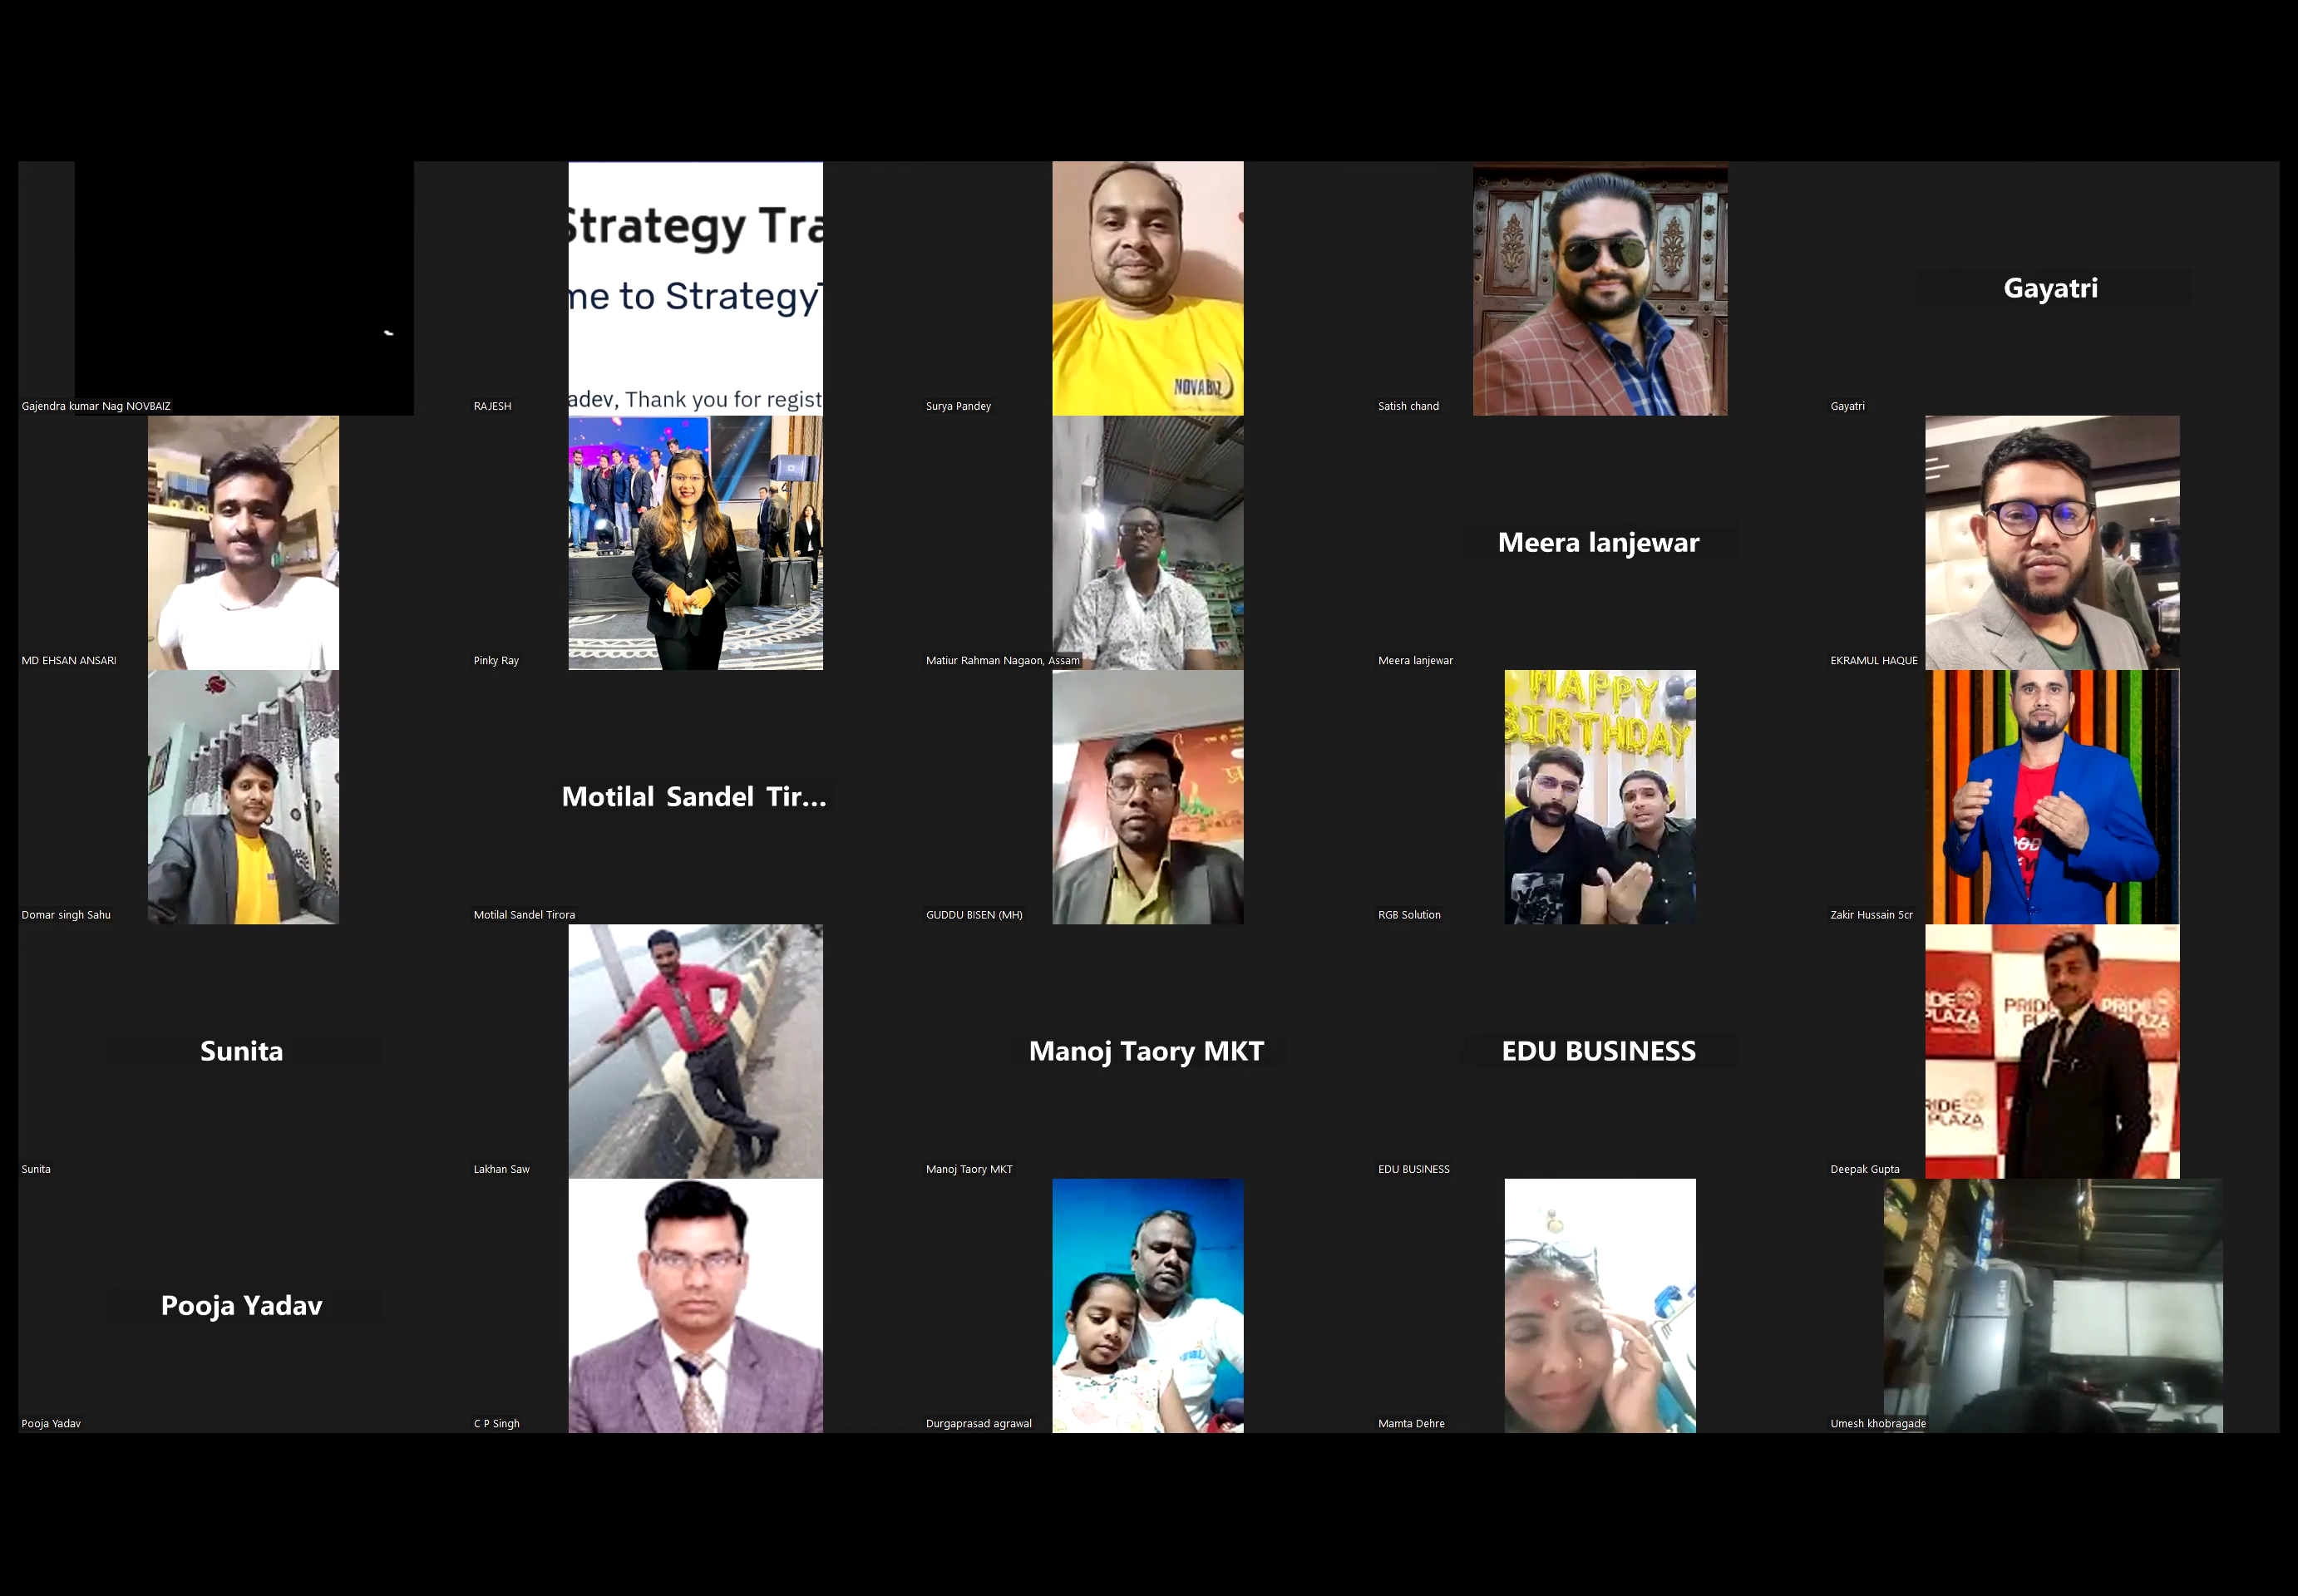 Strategy Tra
me to Strategy
adev, Thank you for regist
NOVABIZ
Gayatri
Gajendra kumar Nag NOVBAIZ
RAJESH
Surya Pandey
Satish chand
Gayatri
Meera lanjewar
MD EHSAN ANSARI
Pinky Ray
Matiur Rahman Nagaon, Assam
Meera lanjewar
EKRAMUL HAQUE
HAPPY
BIRTHDAY
Motilal Sandel Tir...
Domar singh Sahu
Motilal Sandel Tirora
GUDDU BISEN (MH)
RGB Solution
Zakir Hussain 5cr
Sunita
Manoj Taory MKT
EDU BUSINESS
PRIDE
PLAZA
PRIDE
PLAZA
Sunita
Lakhan Saw
Manoj Taory MKT
EDU BUSINESS
Deepak Gupta
Pooja Yadav
Pooja Yadav
C P Singh
Durgaprasad agrawal
Mamta Dehre
Umesh khobragade